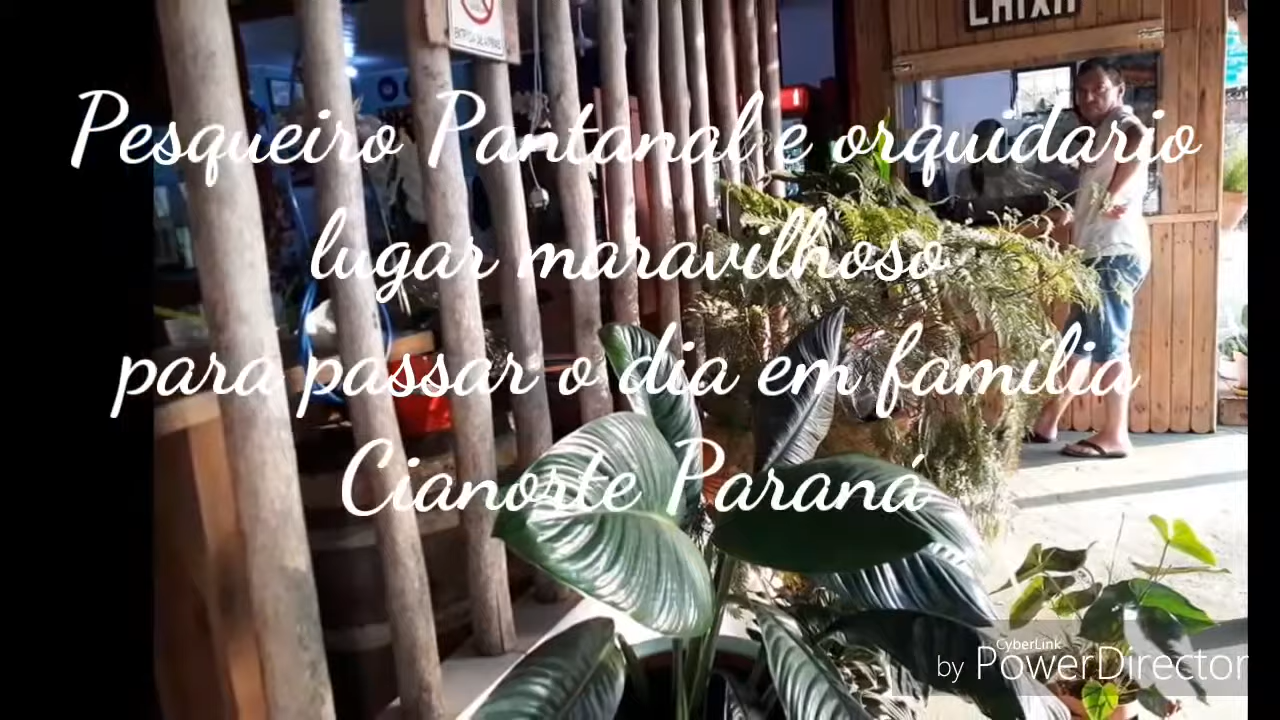 CAIXA
Pesqueiro Pantanal e orquidario
lugar maravilhoso
para passar o dia em família
Cianorte Paraná
CyberLink
by PowerDirector